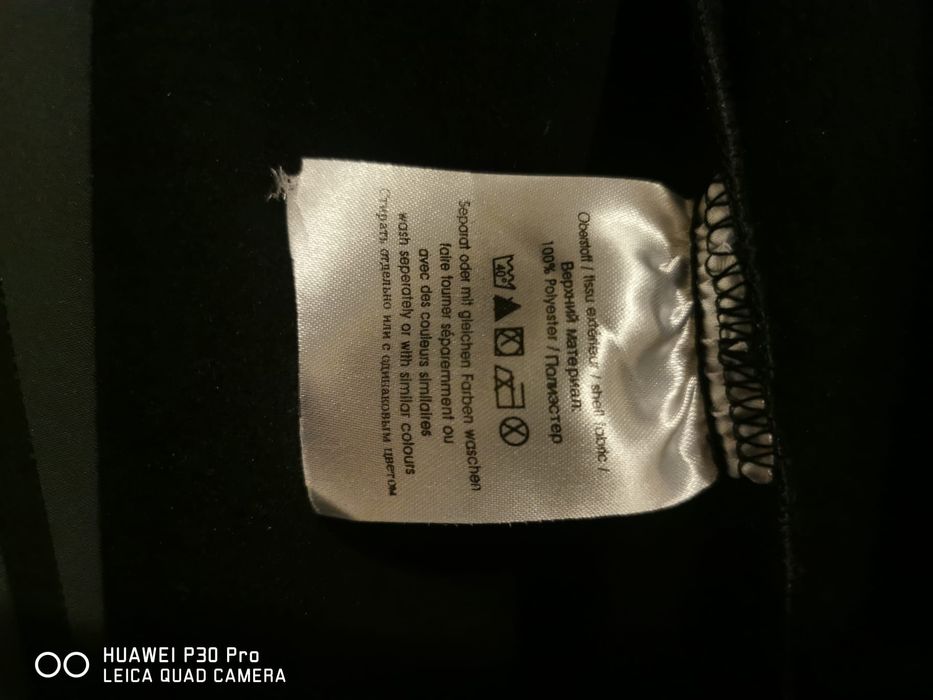 Oberstoff / tissu extérieur / shell fabric /
Верхний материал:
100% Polyester / Полиэстер
40°
Separat oder mit gleichen Farben waschen
faire tourner séparemment ou
avec des couleurs similaires
wash seperately or with similar colours
Стирать отдельно или с одинаковым цветом
HUAWEI P30 Pro
LEICA QUAD CAMERA